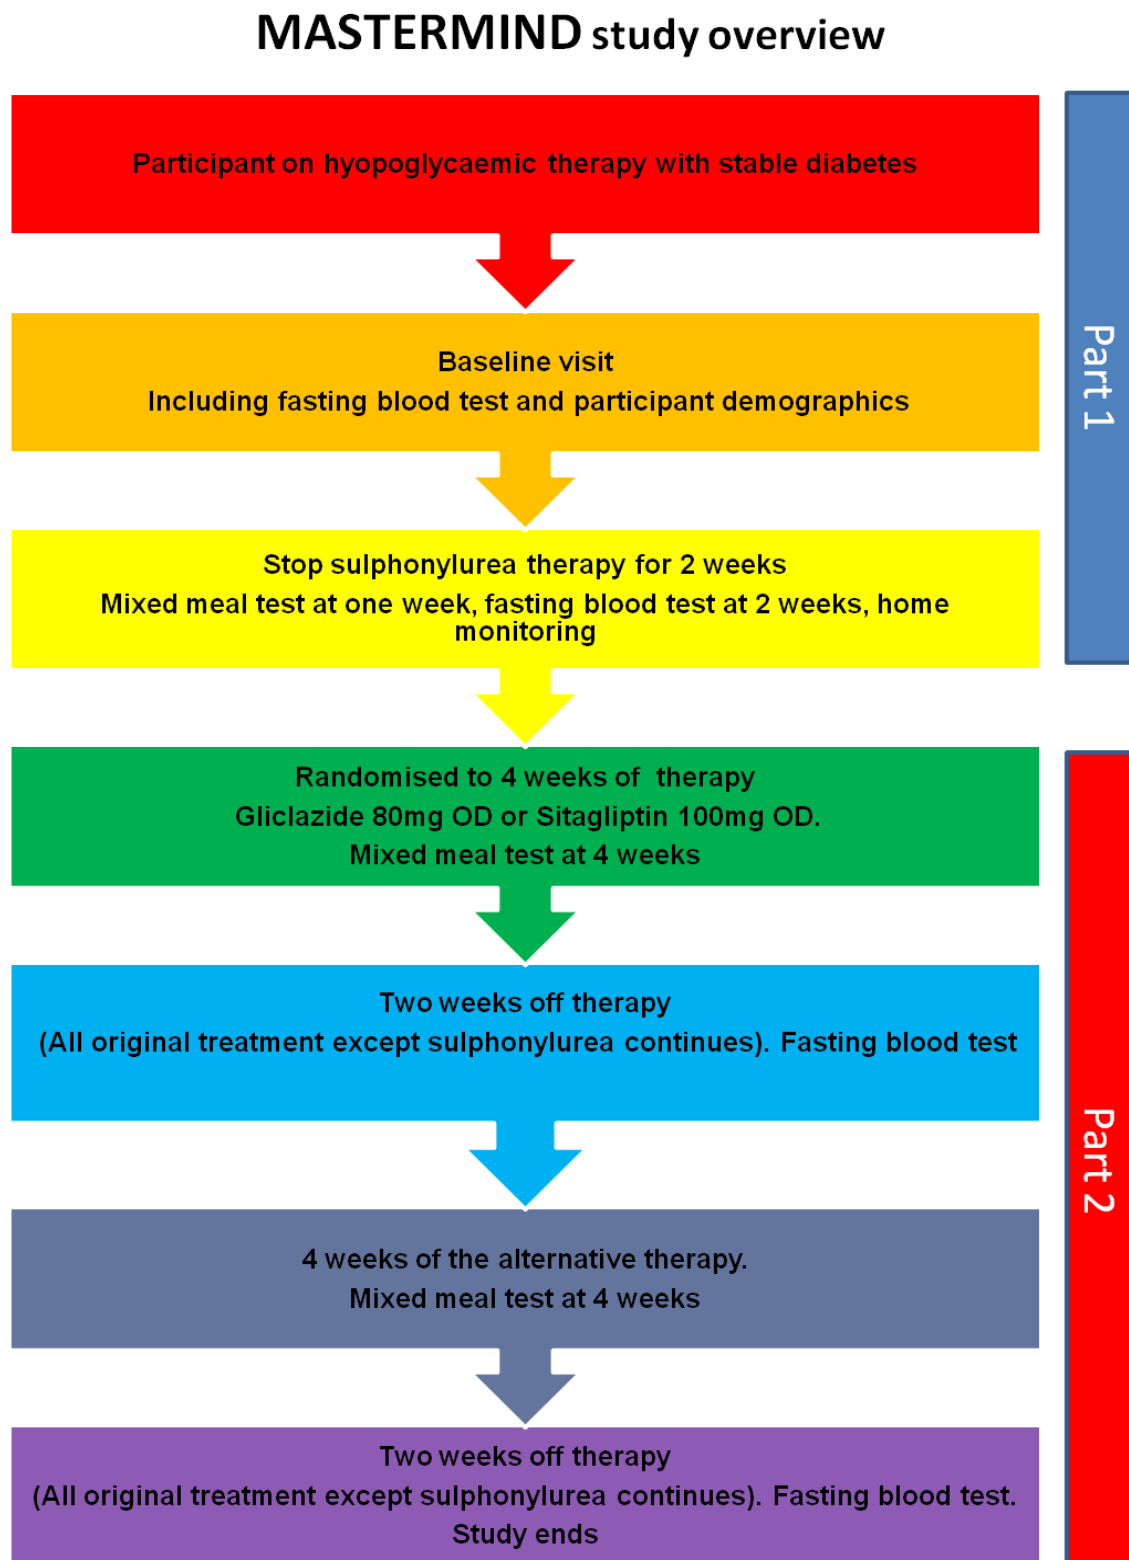 MASTERMIND study overview
Participant on hyopoglycaemic therapy with stable diabetes
Baseline visit
Including fasting blood test and participant demographics
Stop sulphonylurea therapy for 2 weeks
Mixed meal test at one week, fasting blood test at 2 weeks, home
monitoring
Part 1
Randomised to 4 weeks of therapy
Gliclazide 80mg OD or Sitagliptin 100mg OD.
Mixed meal test at 4 weeks
Two weeks off therapy
(All original treatment except sulphonylurea continues). Fasting blood test
4 weeks of the alternative therapy.
Mixed meal test at 4 weeks
Two weeks off therapy
(All original treatment except sulphonylurea continues). Fasting blood test.
Study ends
Part 2